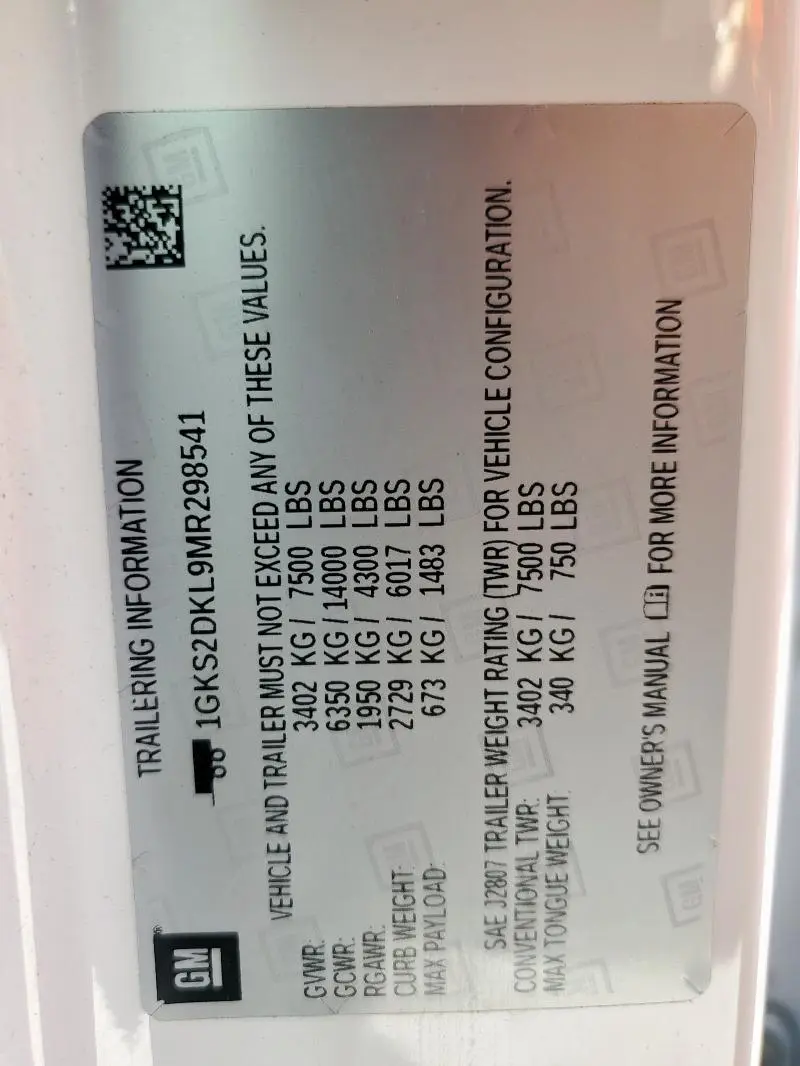 GM
TRAILERING INFORMATION
1GKS2DKL9MR298541
VEHICLE AND TRAILER MUST NOT EXCEED ANY OF THESE VALUES.
GVWR: 3402 KG / 7500 LBS
GCWR: 6350 KG / 14000 LBS
RGAWR: 1950 KG / 4300 LBS
CURB WEIGHT: 2729 KG / 6017 LBS
MAX PAYLOAD: 673 KG / 1483 LBS
SAE J2807 TRAILER WEIGHT RATING (TWR) FOR VEHICLE CONFIGURATION.
CONVENTIONAL TWR: 3402 KG / 7500 LBS
MAX TONGUE WEIGHT: 340 KG / 750 LBS
SEE OWNER'S MANUAL FOR MORE INFORMATION